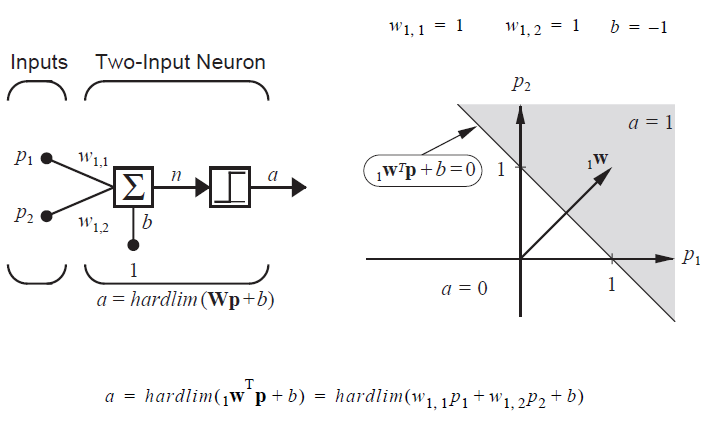 w1,1 = 1 w1,2 = 1 b = –1
Inputs Two-Input Neuron
p1
p2
w1,1
w1,2
Σ
n
a
b
1
a = hardlim(Wp+b)
p2
a = 1
1w
1wTp+b=0
1
p1
1
a = 0
a = hardlim(1wTp + b) = hardlim(w1,1p1 + w1,2p2 + b)